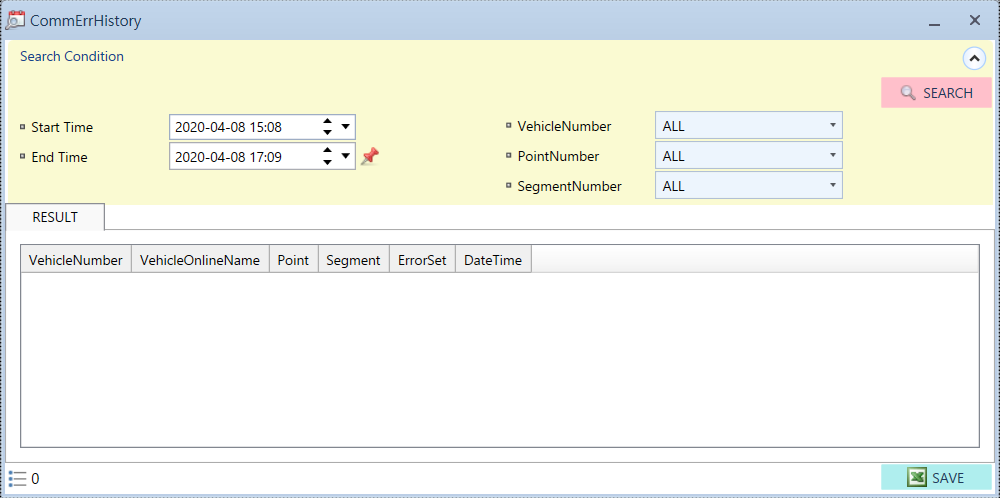 CommErrHistory
Search Condition
SEARCH
Start Time 2020-04-08 15:08 VehicleNumber ALL
End Time 2020-04-08 17:09 PointNumber ALL
SegmentNumber ALL
RESULT
VehicleNumber VehicleOnlineName Point Segment ErrorSet DateTime
0 SAVE